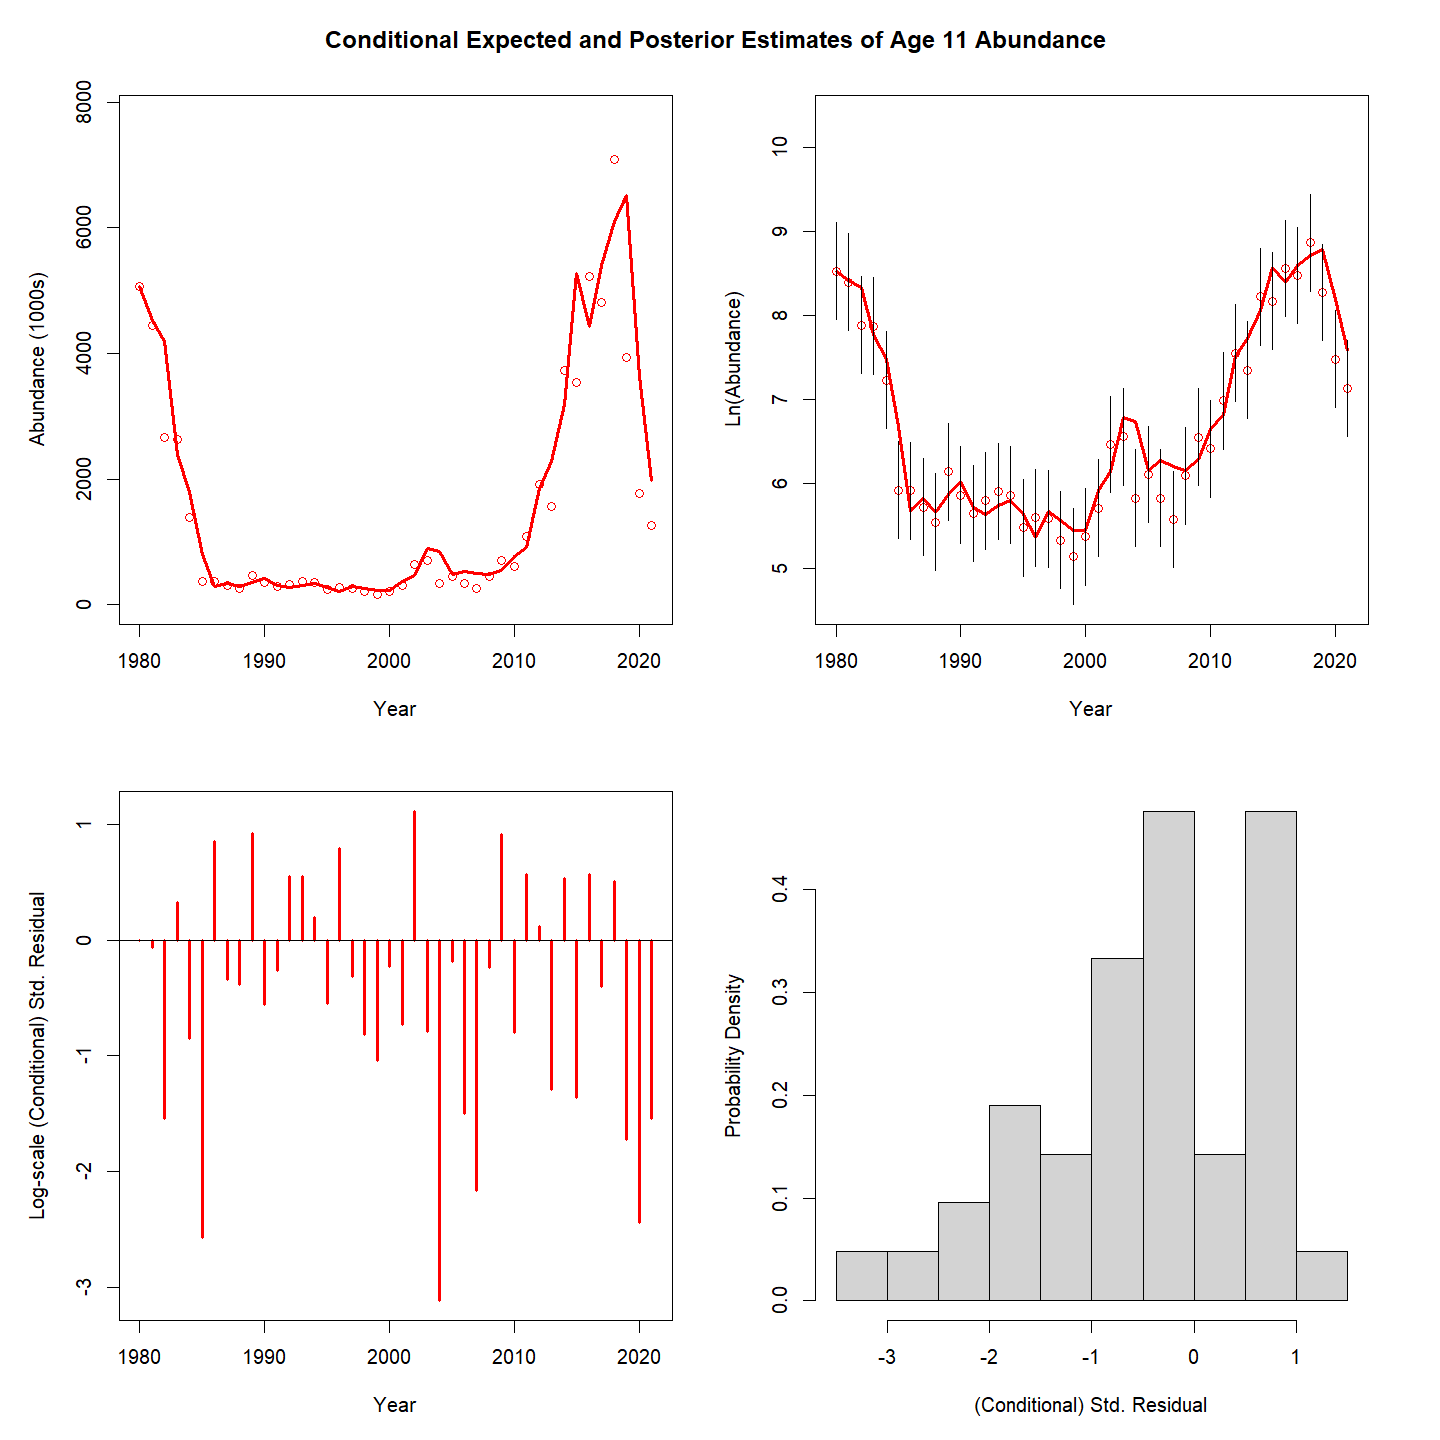 Conditional Expected and Posterior Estimates of Age 11 Abundance
Abundance (1000s)
8000
6000
4000
2000
0
1980 1990 2000 2010 2020
Year
Ln(Abundance)
10
9
8
7
6
5
1980 1990 2000 2010 2020
Year
Log-scale (Conditional) Std. Residual
1
0
-1
-2
-3
1980 1990 2000 2010 2020
Year
Probability Density
0.4
0.3
0.2
0.1
0.0
-3 -2 -1 0 1
(Conditional) Std. Residual